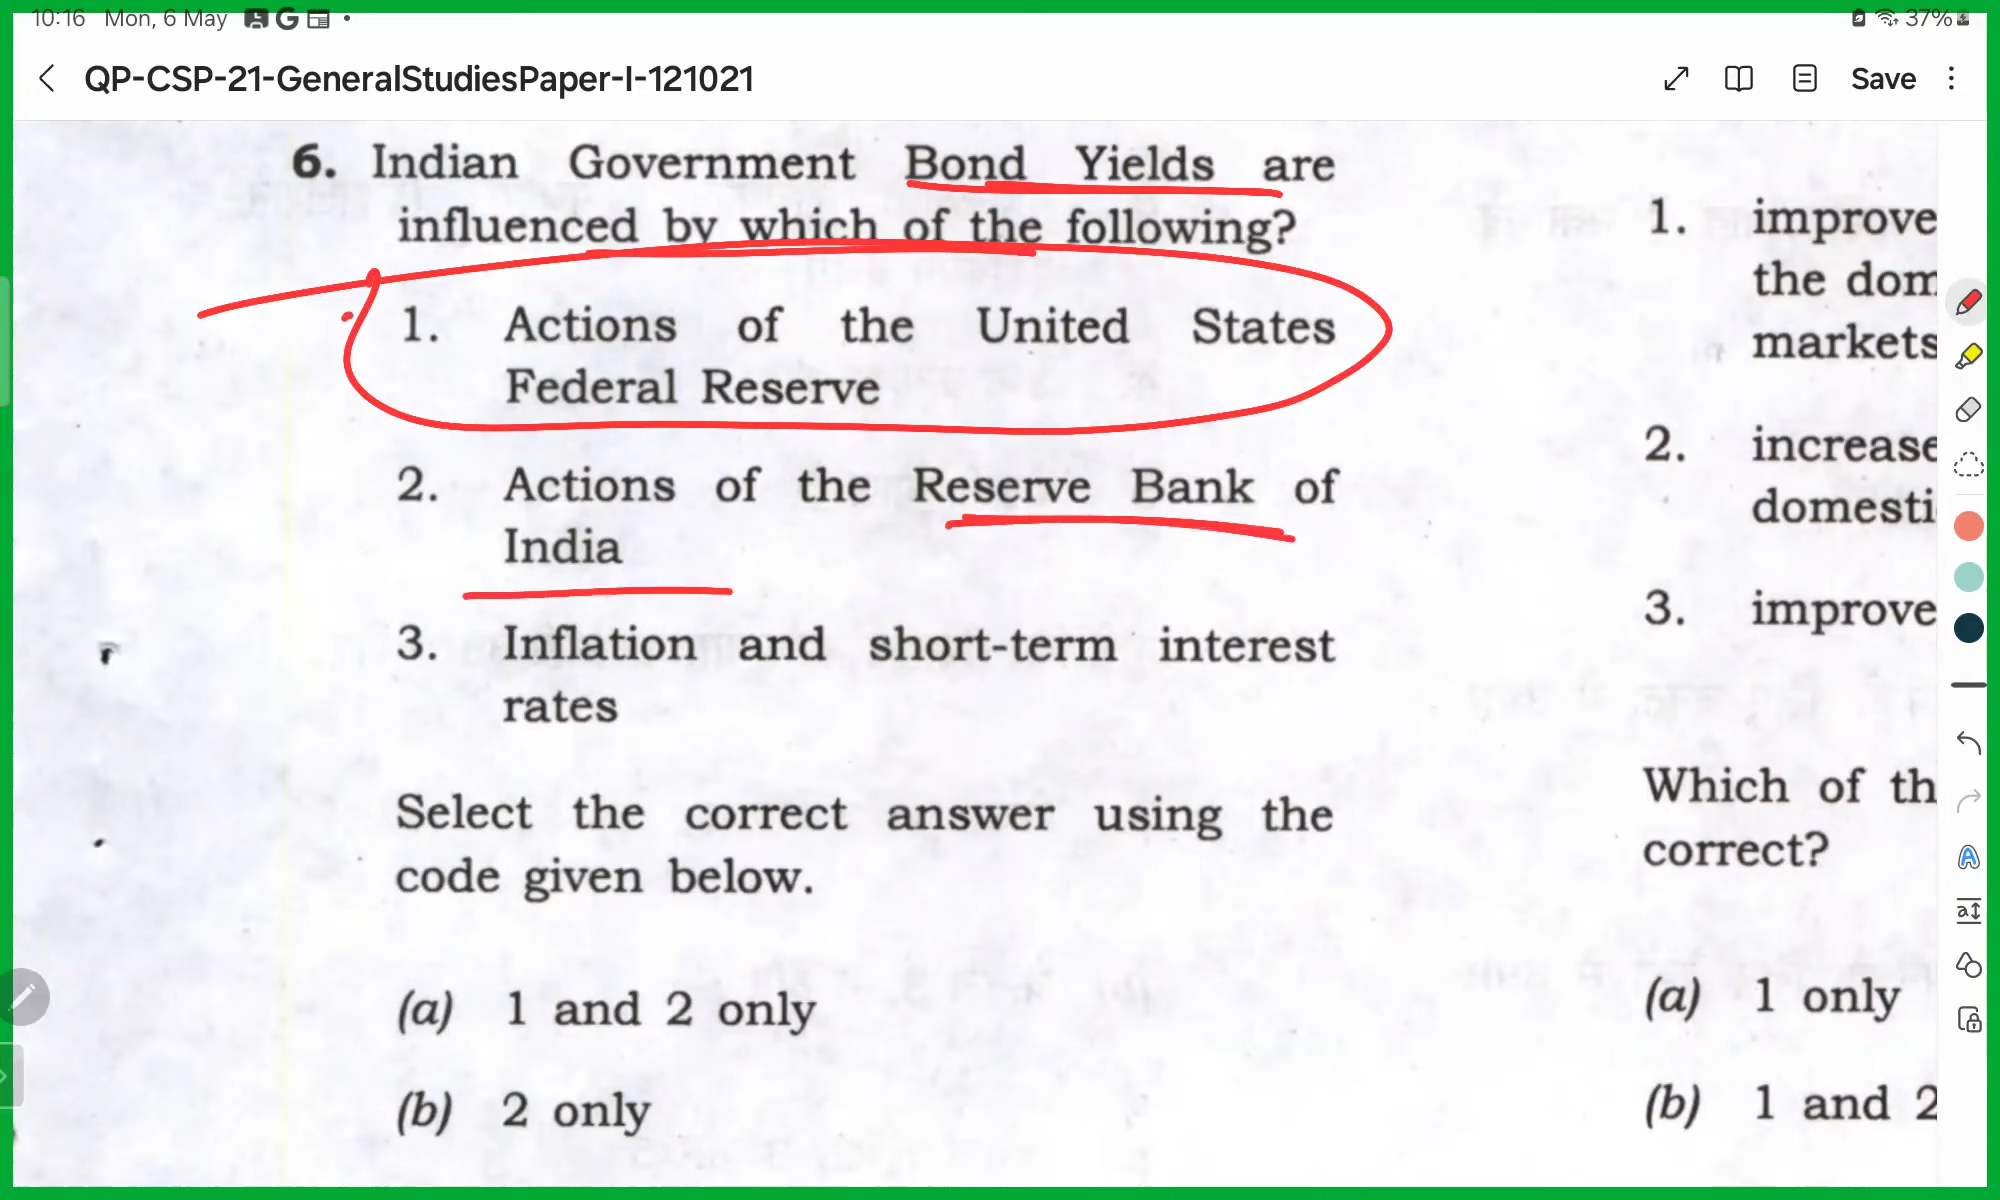 10:16 Mon, 6 May
37%
QP-CSP-21-GeneralStudiesPaper-I-121021
Save
6. Indian Government Bond Yields are
influenced by which of the following?
1. Actions of the United States
Federal Reserve
2. Actions of the Reserve Bank of
India
3. Inflation and short-term interest
rates
Select the correct answer using the
code given below.
(a) 1 and 2 only
(b) 2 only
1. improve
the dom
markets
2. increase
domesti
3. improve
Which of th
correct?
(a) 1 only
(b) 1 and 2